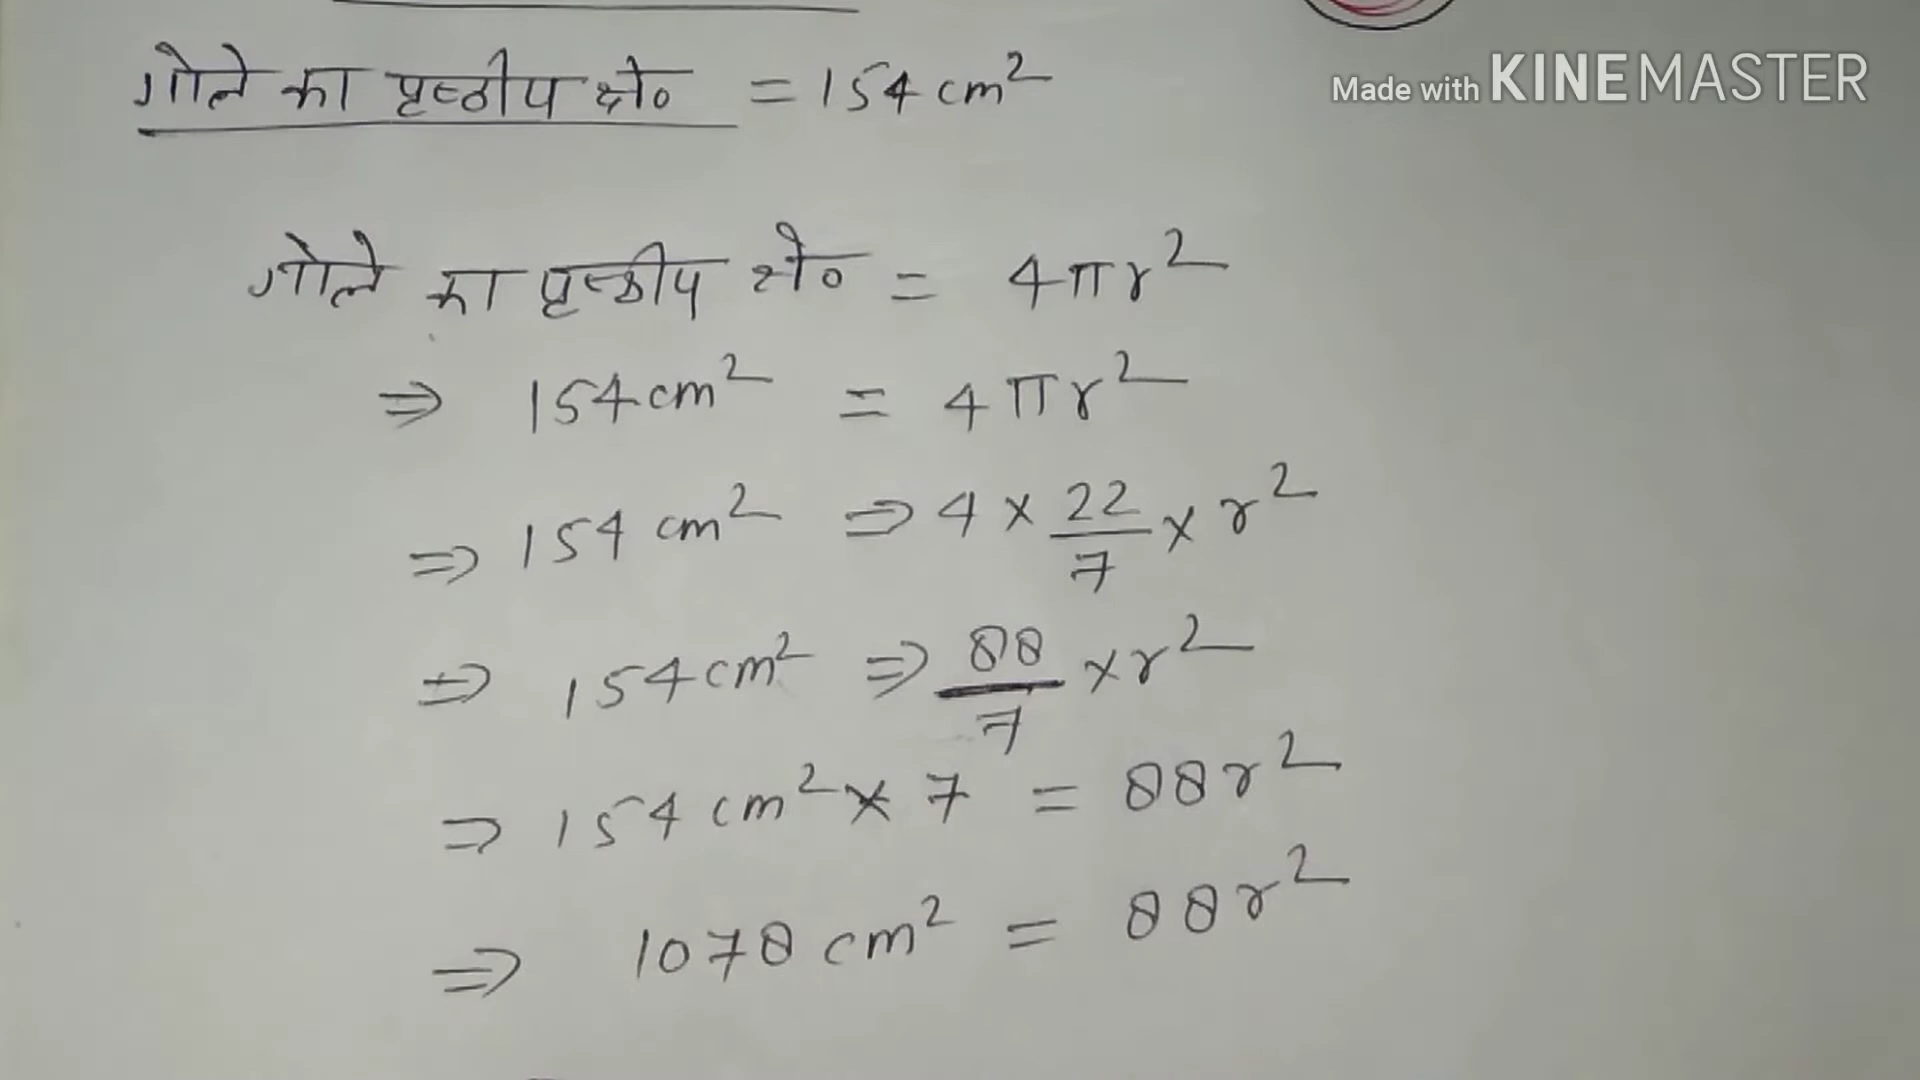 गोले का पृष्ठीय क्षे० = 154 cm²
Made with KINEMASTER
गोले का पृष्ठीय क्षे० = 4πr²
⇒ 154 cm² = 4πr²
⇒ 154 cm² ⇒ 4 × 22/7 × r²
⇒ 154 cm² ⇒ 88/7 × r²
⇒ 154 cm² × 7 = 88r²
⇒ 1078 cm² = 88r²